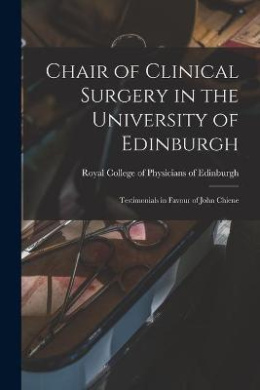 Chair of Clinical
Surgery in the
University of
Edinburgh
Royal College of Physicians of Edinburgh
Testimonials in Favour of John Chiene